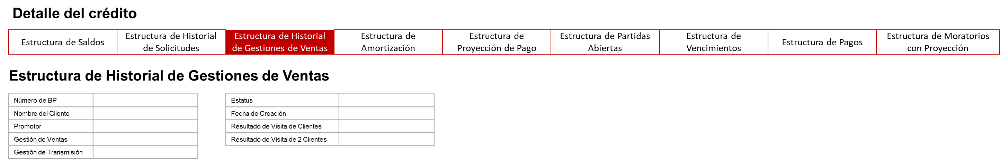 Detalle del crédito
Estructura de Saldos
Estructura de Historial
de Solicitudes
Estructura de Historial
de Gestiones de Ventas
Estructura de
Amortización
Estructura de
Proyección de Pago
Estructura de Partidas
Abiertas
Estructura de
Vencimientos
Estructura de Pagos
Estructura de Moratorios
con Proyección
Estructura de Historial de Gestiones de Ventas
Número de BP
Nombre del Cliente
Promotor
Gestión de Ventas
Gestión de Transmisión
Estatus
Fecha de Creación
Resultado de Visita de Clientes
Resultado de Visita de 2 Clientes